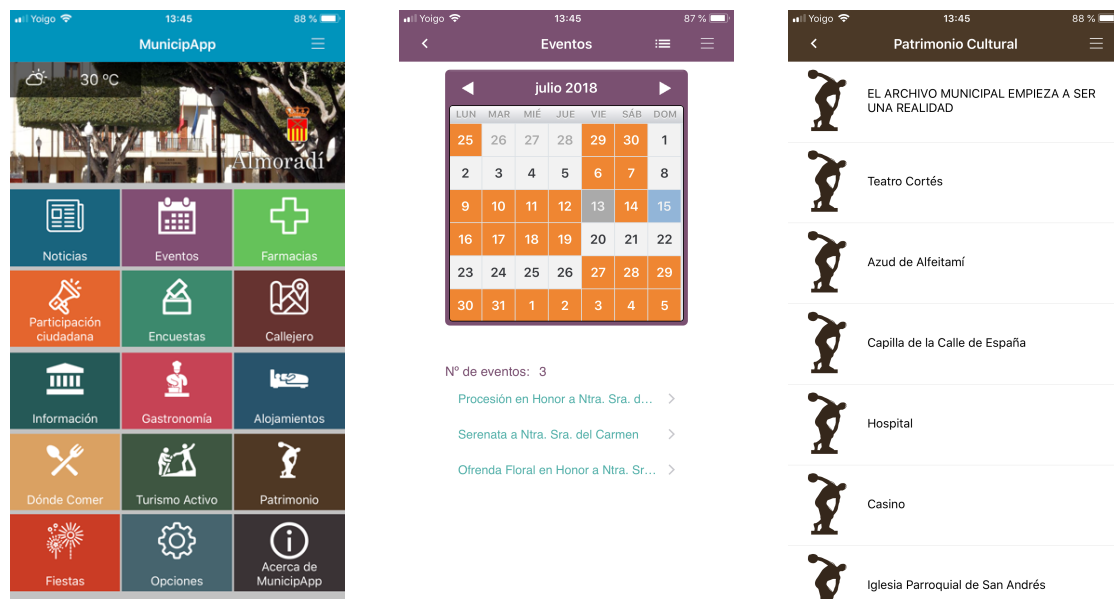 Yoigo 13:45 88 %
MunicipApp
30 ºC
Almoradí
Noticias Eventos Farmacias
Participación
ciudadana Encuestas Callejero
Información Gastronomía Alojamientos
Dónde Comer Turismo Activo Patrimonio
Fiestas Opciones Acerca de
MunicipApp
Yoigo 13:45 87 %
Eventos
julio 2018
LUN MAR MIÉ JUE VIE SÁB DOM
25 26 27 28 29 30 1
2 3 4 5 6 7 8
9 10 11 12 13 14 15
16 17 18 19 20 21 22
23 24 25 26 27 28 29
30 31 1 2 3 4 5
Nº de eventos: 3
Procesión en Honor a Ntra. Sra. d...
Serenata a Ntra. Sra. del Carmen
Ofrenda Floral en Honor a Ntra. Sr...
Yoigo 13:45 88 %
Patrimonio Cultural
EL ARCHIVO MUNICIPAL EMPIEZA A SER
UNA REALIDAD
Teatro Cortés
Azud de Alfeitamí
Capilla de la Calle de España
Hospital
Casino
Iglesia Parroquial de San Andrés